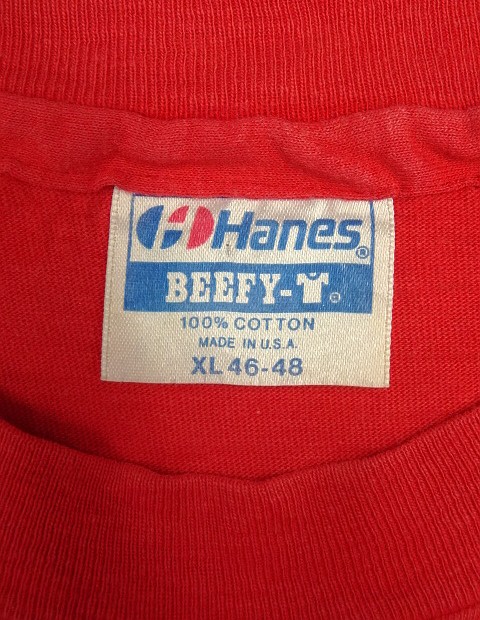 Hanes®
BEEFY-T®
100% COTTON
MADE IN U.S.A.
XL 46-48